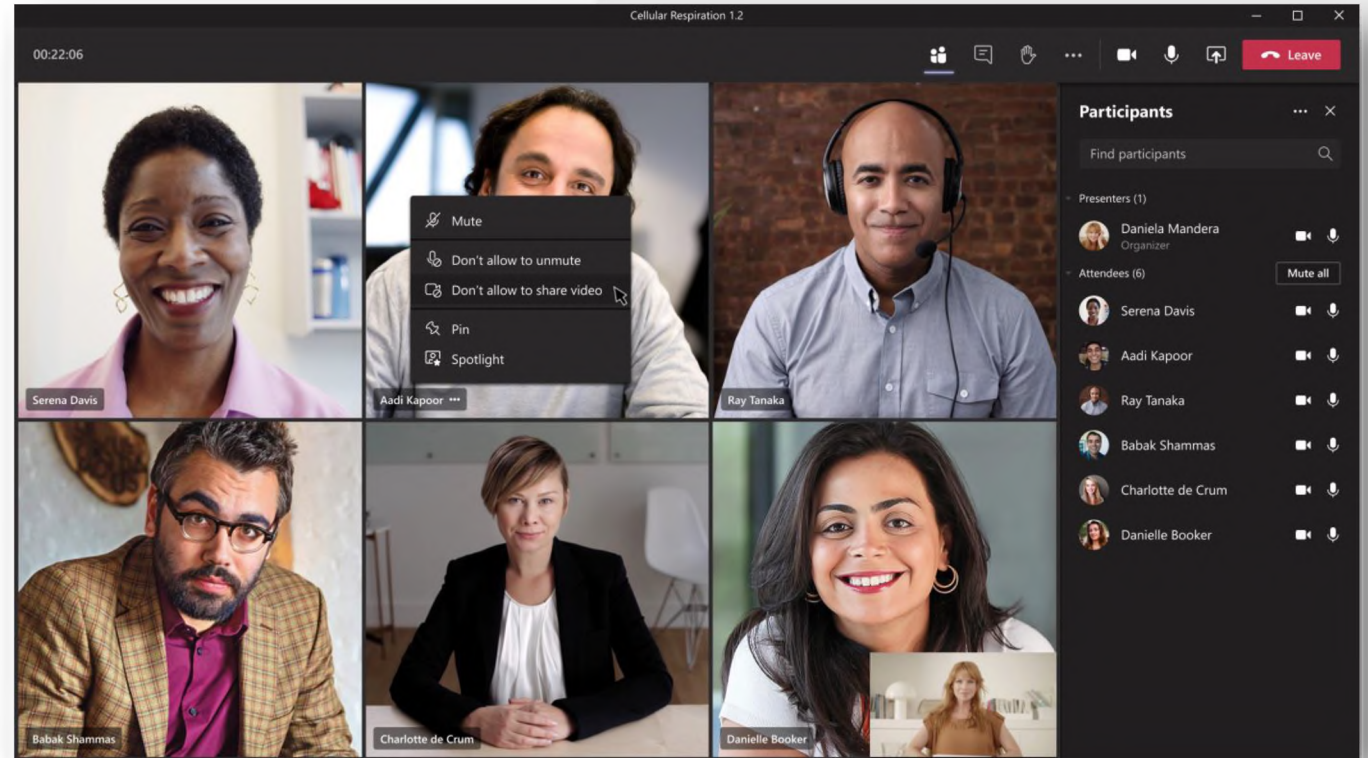 Cellular Respiration 1.2
00:22:06
Leave
Serena Davis
Mute
Don't allow to unmute
Don't allow to share video
Pin
Spotlight
Aadi Kapoor
Ray Tanaka
Babak Shammas
Charlotte de Crum
Danielle Booker
Participants
Find participants
Presenters (1)
Daniela Mandera
Organizer
Attendees (6)
Mute all
Serena Davis
Aadi Kapoor
Ray Tanaka
Babak Shammas
Charlotte de Crum
Danielle Booker